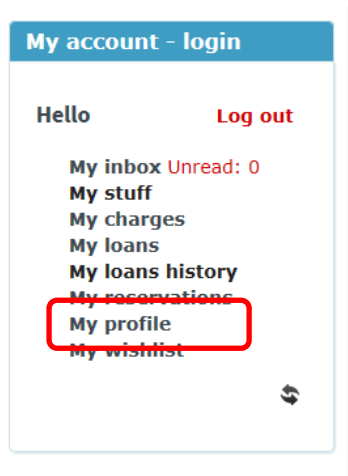 My account - login
Hello Log out
My inbox Unread: 0
My stuff
My charges
My loans
My loans history
My reservations
My profile
My wishlist